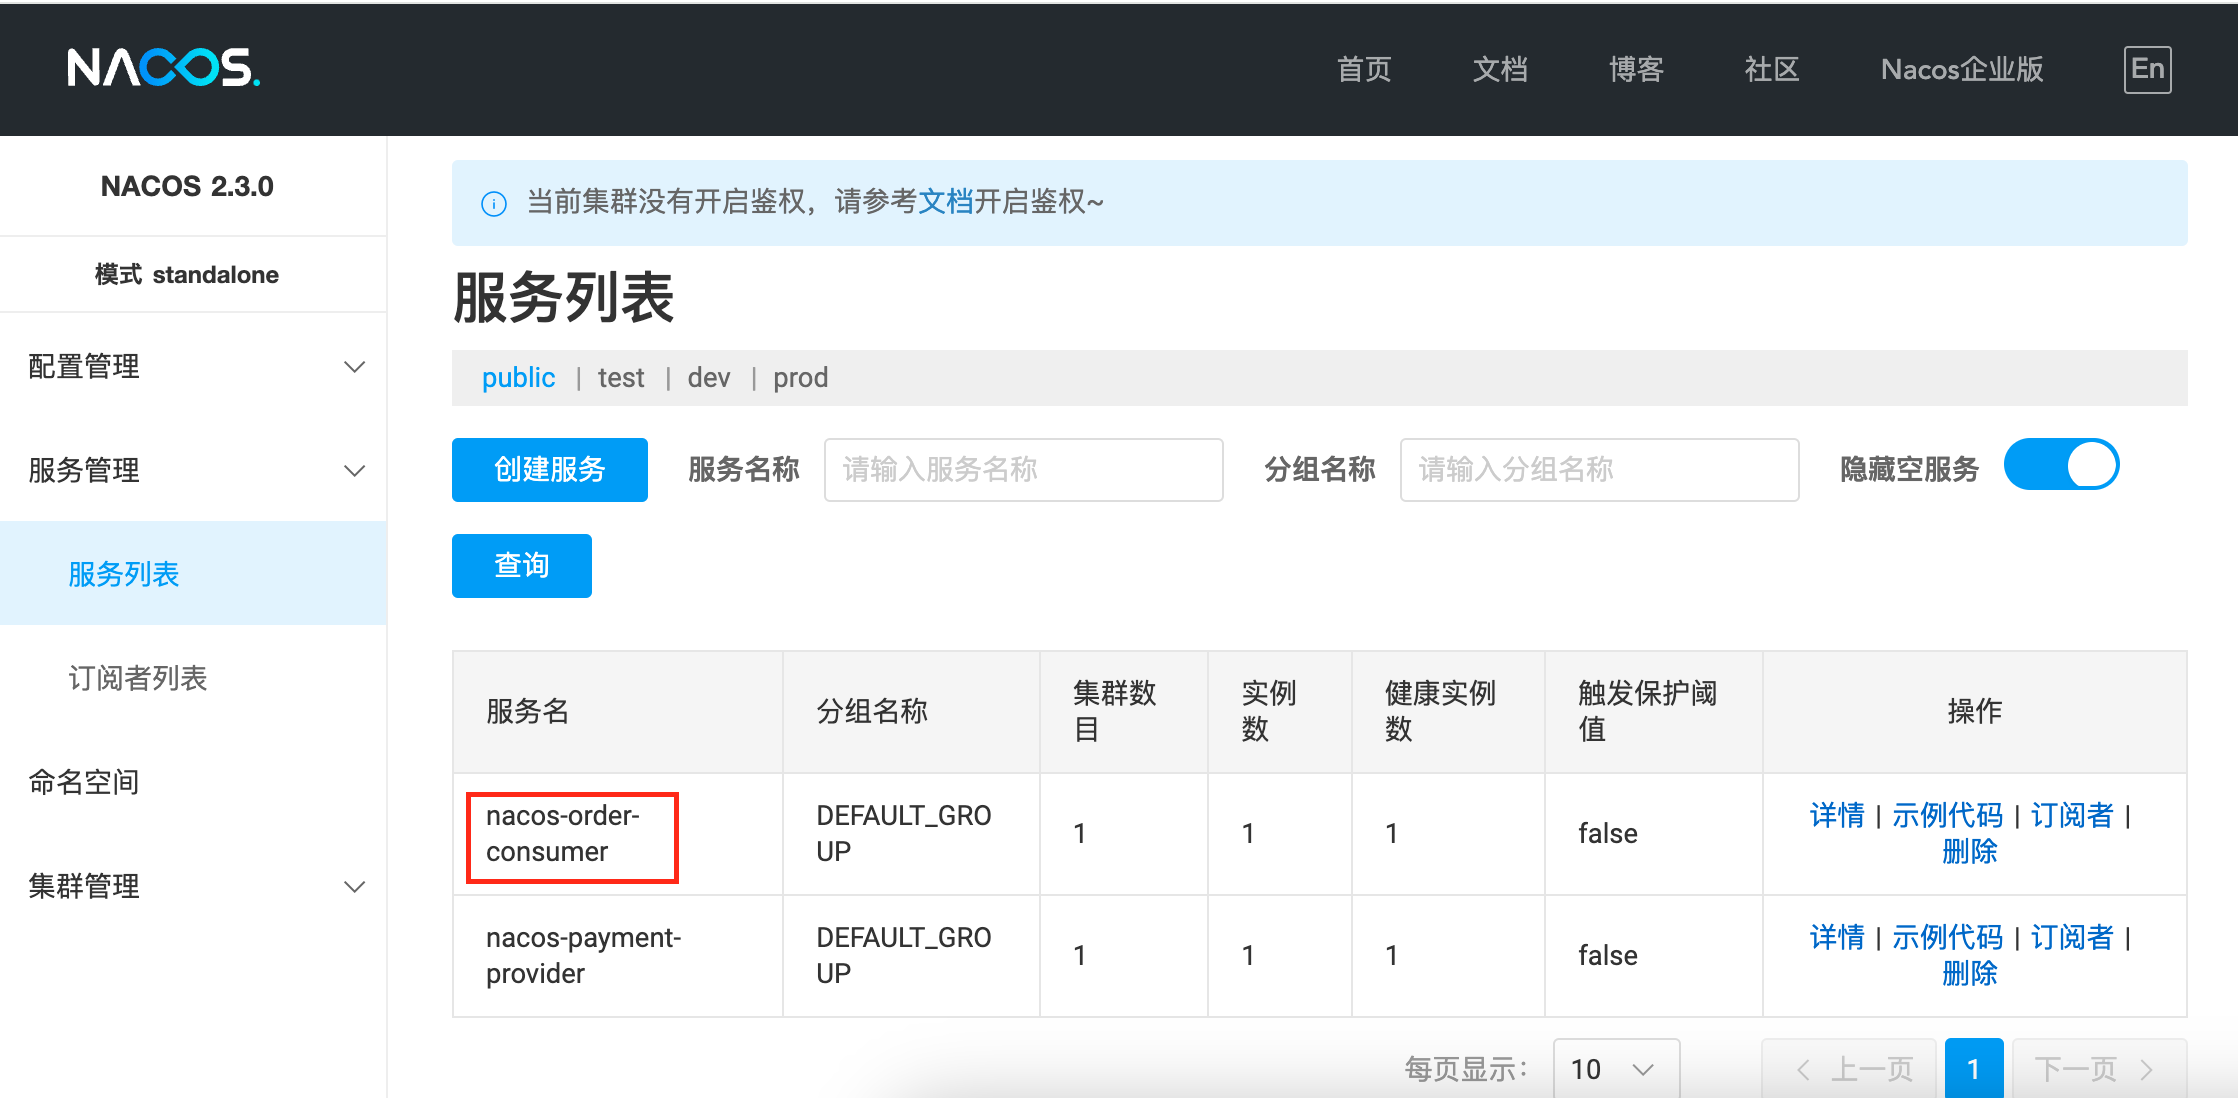 NACOS.
首页 文档 博客 社区 Nacos企业版 En
NACOS 2.3.0
模式 standalone
配置管理
服务管理
服务列表
订阅者列表
命名空间
集群管理
当前集群没有开启鉴权，请参考文档开启鉴权~
服务列表
public | test | dev | prod
创建服务 服务名称 请输入服务名称 分组名称 请输入分组名称 隐藏空服务
查询
服务名 分组名称 集群数目 实例数 健康实例数 触发保护阈值 操作
nacos-order-consumer DEFAULT_GROUP 1 1 1 false 详情 | 示例代码 | 订阅者 | 删除
nacos-payment-provider DEFAULT_GROUP 1 1 1 false 详情 | 示例代码 | 订阅者 | 删除
每页显示： 10 上一页 1 下一页